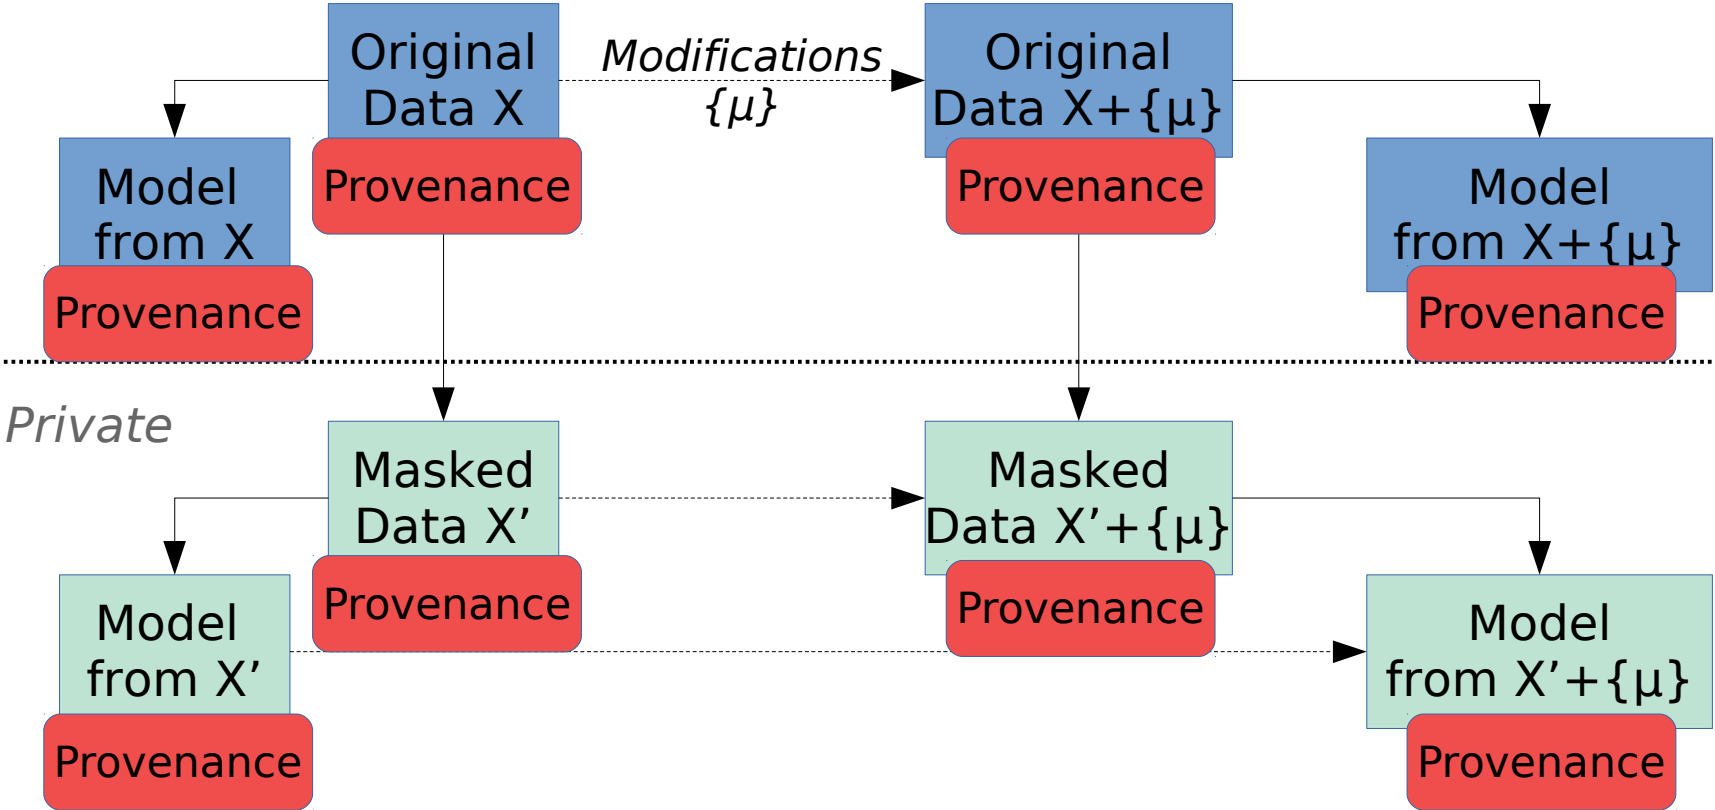 Original
Data X
Modifications
{μ}
Original
Data X+{μ}
Provenance
Provenance
Model
from X
Provenance
Model
from X+{μ}
Provenance
Private
Masked
Data X’
Provenance
Masked
Data X’+{μ}
Provenance
Model
from X’
Provenance
Model
from X’+{μ}
Provenance